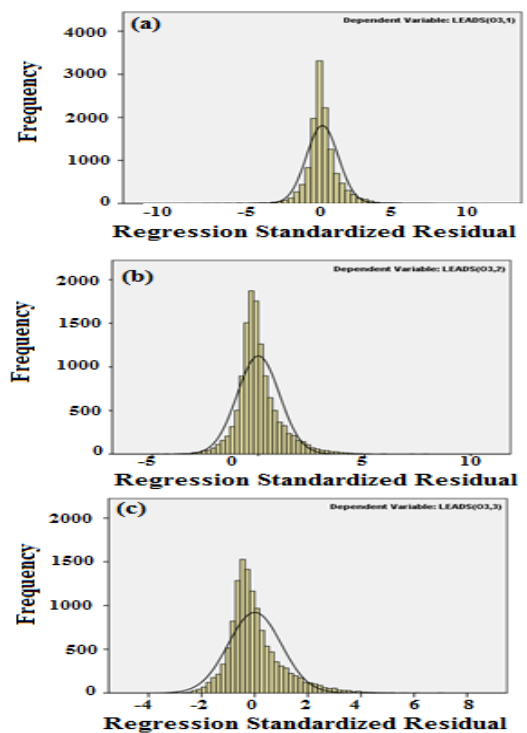 (a)
Dependent Variable: LEADS(O3,1)
4000
3000
2000
1000
0
Frequency
-10 -5 0 5 10
Regression Standardized Residual
(b)
Dependent Variable: LEADS(O3,2)
2000
1500
1000
500
0
Frequency
-5 0 5 10
Regression Standardized Residual
(c)
Dependent Variable: LEADS(O3,3)
2000
1500
1000
500
0
Frequency
-4 -2 0 2 4 6 8
Regression Standardized Residual